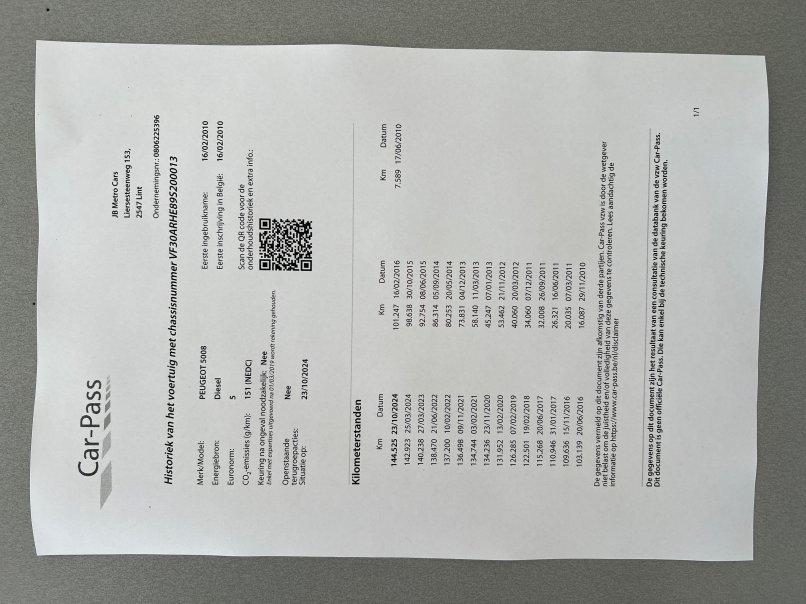 Car-Pass
JB Metro Cars
Liersesteenweg 153,
2547 Lint
Ondernemingsnr.: 0806225396
Historiek van het voertuig met chassisnummer VF30ARHE89S200013
Merk/Model: PEUGEOT 5008
Energiebron: Diesel
Euronorm: 5
CO₂-emissies (g/km): 151 (NEDC)
Keuring na ongeval noodzakelijk: Nee
Enkel met expertises uitgevoerd na 01/03/2019 wordt rekening gehouden.
Openstaande
terugroepacties: Nee
Situatie op: 23/10/2024
Eerste ingebruikname: 16/02/2010
Eerste inschrijving in België: 16/02/2010
Scan de QR code voor de
onderhoudshistoriek en extra info.:
Kilometerstanden
Km Datum
144.525 23/10/2024
142.923 25/03/2024
140.238 27/03/2023
138.470 21/06/2022
137.200 10/02/2022
136.498 09/11/2021
134.744 03/02/2021
134.236 23/11/2020
131.952 13/02/2020
126.285 07/02/2019
122.501 19/02/2018
115.268 20/06/2017
110.946 31/01/2017
109.636 15/11/2016
103.139 20/06/2016
Km Datum
101.247 16/02/2016
98.638 30/10/2015
92.754 08/06/2015
86.314 05/09/2014
80.253 20/05/2014
73.831 04/12/2013
58.140 11/03/2013
45.247 07/01/2013
53.462 21/11/2012
40.060 20/03/2012
34.060 07/12/2011
32.008 26/09/2011
26.321 16/06/2011
20.035 07/03/2011
16.087 29/11/2010
Km Datum
7.589 17/06/2010
De gegevens vermeld op dit document zijn afkomstig van derde partijen. Car-Pass vzw is door de wetgever
niet belast om de juistheid en/of volledigheid van deze gegevens te controleren. Lees aandachtig de
informatie op https://www.car-pass.be/nl/disclaimer
De gegevens op dit document zijn het resultaat van een consultatie van de databank van de vzw Car-Pass.
Dit document is geen officiële Car-Pass. Die kan enkel bij de technische keuring bekomen worden.
1/1